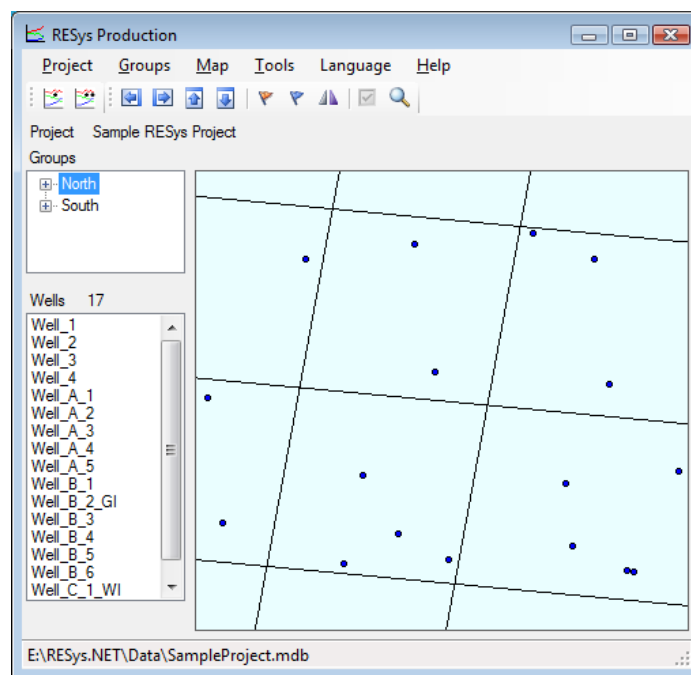 RESys Production
Project Groups Map Tools Language Help
Project Sample RESys Project
Groups
North
South
Wells 17
Well_1
Well_2
Well_3
Well_4
Well_A_1
Well_A_2
Well_A_3
Well_A_4
Well_A_5
Well_B_1
Well_B_2_GI
Well_B_3
Well_B_4
Well_B_5
Well_B_6
Well_C_1_WI
E:\RESys.NET\Data\SampleProject.mdb